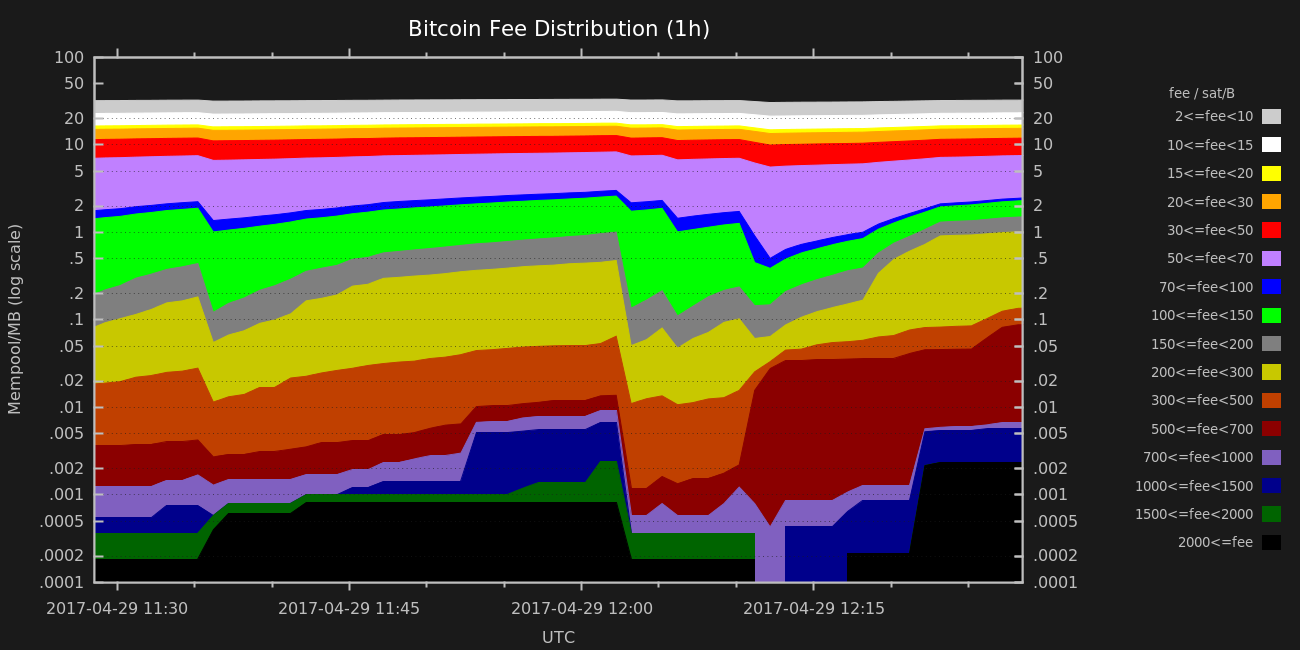 Bitcoin Fee Distribution (1h)
Mempool/MB (log scale)
100
50
20
10
5
2
1
.5
.2
.1
.05
.02
.01
.005
.002
.001
.0005
.0002
.0001
100
50
20
10
5
2
1
.5
.2
.1
.05
.02
.01
.005
.002
.001
.0005
.0002
.0001
2017-04-29 11:30
2017-04-29 11:45
2017-04-29 12:00
2017-04-29 12:15
UTC
fee / sat/B
2<=fee<10
10<=fee<15
15<=fee<20
20<=fee<30
30<=fee<50
50<=fee<70
70<=fee<100
100<=fee<150
150<=fee<200
200<=fee<300
300<=fee<500
500<=fee<700
700<=fee<1000
1000<=fee<1500
1500<=fee<2000
2000<=fee